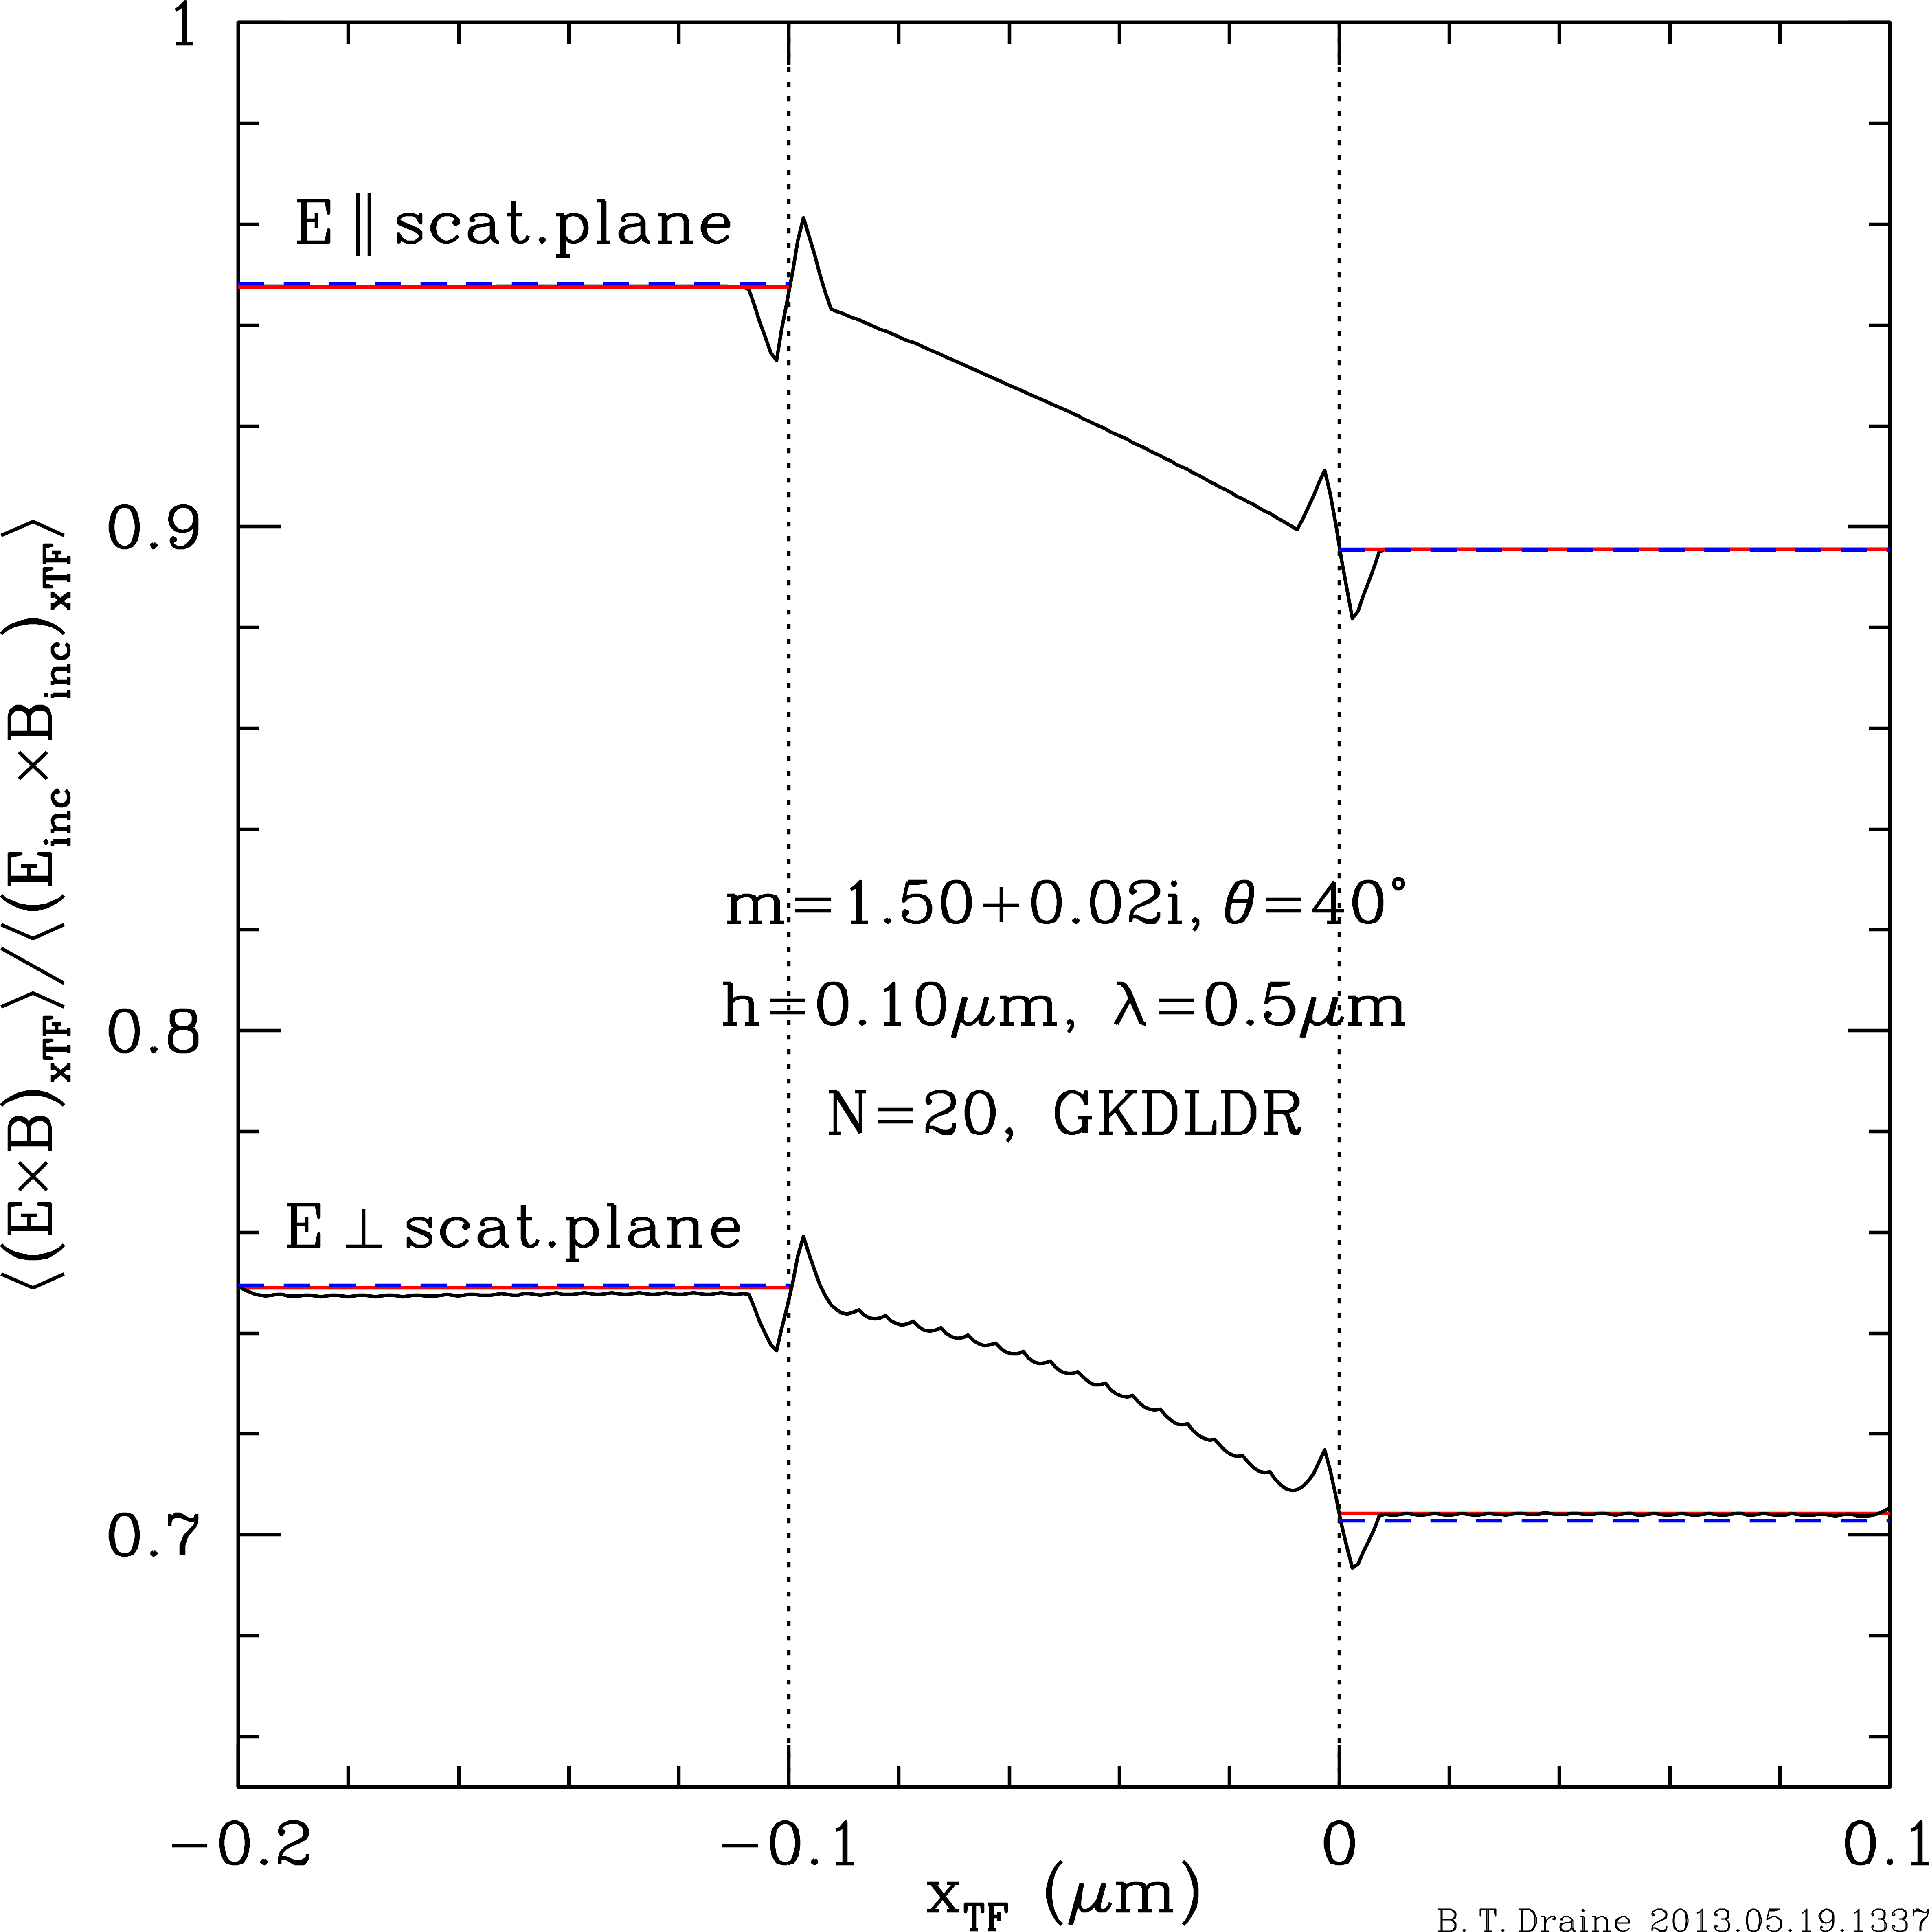 1
E ∥ scat.plane
0.9
⟨(E×B)xTF⟩/⟨(Einc×Binc)xTF⟩
m=1.50+0.02i, θ=40°
h=0.10μm, λ=0.5μm
0.8
N=20, GKDLDR
E ⊥ scat.plane
0.7
−0.2 −0.1 0 0.1
xTF (μm)
B. T. Draine 2013.05.19.1337